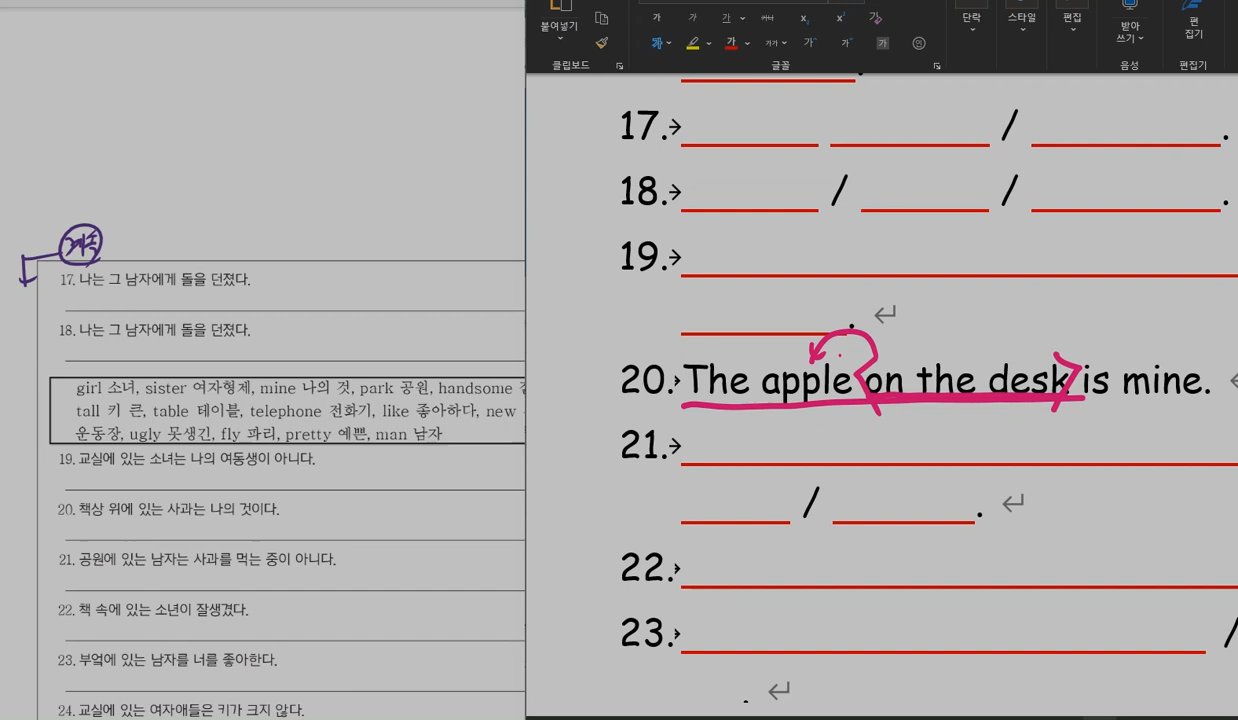 계속
17. 나는 그 남자에게 돌을 던졌다.
18. 나는 그 남자에게 돌을 던졌다.
girl 소녀, sister 여자형제, mine 나의 것, park 공원, handsome
tall 키 큰, table 테이블, telephone 전화기, like 좋아하다, new
운동장, ugly 못생긴, fly 파리, pretty 예쁜, man 남자
19. 교실에 있는 소녀는 나의 여동생이 아니다.
20. 책상 위에 있는 사과는 나의 것이다.
21. 공원에 있는 남자는 사과를 먹는 중이 아니다.
22. 책 속에 있는 소년이 잘생겼다.
23. 부엌에 있는 남자를 너를 좋아한다.
24. 교실에 있는 여자애들은 키가 크지 않다.
붙여넣기
가 가 가 가나 x₂ x² 가
가 가 가가 가 가 가
클립보드
글꼴
단락
스타일
편집
받아
쓰기
음성
편
집기
편집기
17. / .
18. / / .
19.
.
20. The apple on the desk is mine.
21.
/ .
22.
23. /
.